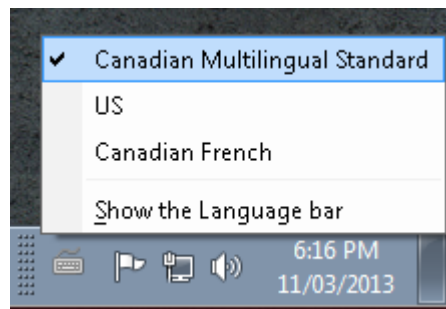 Canadian Multilingual Standard
US
Canadian French
Show the Language bar
6:16 PM
11/03/2013